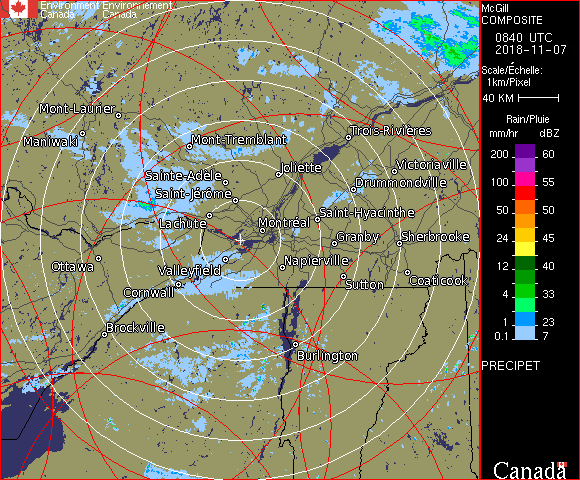 Environment Environnement
Canada Canada
McGill
COMPOSITE
0840 UTC
2018-11-07
Scale/Échelle:
1km/Pixel
40 KM
Rain/Pluie
mm/hr dBZ
200 60
150 57
100 55
50 50
24 45
12 40
4 33
1 23
0.1 7
PRECIPET
Canada
Mont-Laurier
Maniwaki
Mont-Tremblant
Trois-Rivières
Joliette
Victoriaville
Sainte-Adèle
Drummondville
Saint-Jérôme
Lachute
Saint-Hyacinthe
Montréal
Granby
Sherbrooke
Ottawa
Valleyfield
Napierville
Cornwall
Sutton
Coaticook
Brockville
Burlington